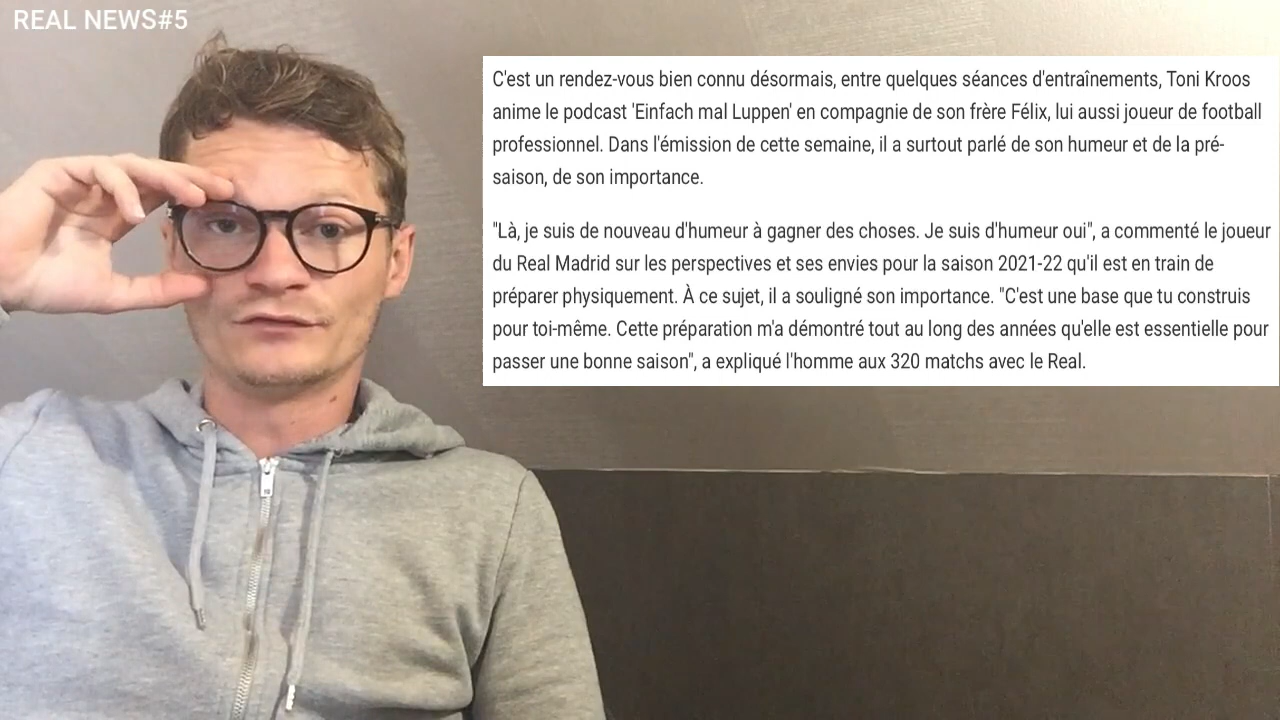 REAL NEWS#5
C'est un rendez-vous bien connu désormais, entre quelques séances d'entraînements, Toni Kroos
anime le podcast 'Einfach mal Luppen' en compagnie de son frère Félix, lui aussi joueur de football
professionnel. Dans l'émission de cette semaine, il a surtout parlé de son humeur et de la pré-
saison, de son importance.
"Là, je suis de nouveau d'humeur à gagner des choses. Je suis d'humeur oui", a commenté le joueur
du Real Madrid sur les perspectives et ses envies pour la saison 2021-22 qu'il est en train de
préparer physiquement. À ce sujet, il a souligné son importance. "C'est une base que tu construis
pour toi-même. Cette préparation m'a démontré tout au long des années qu'elle est essentielle pour
passer une bonne saison", a expliqué l'homme aux 320 matchs avec le Real.